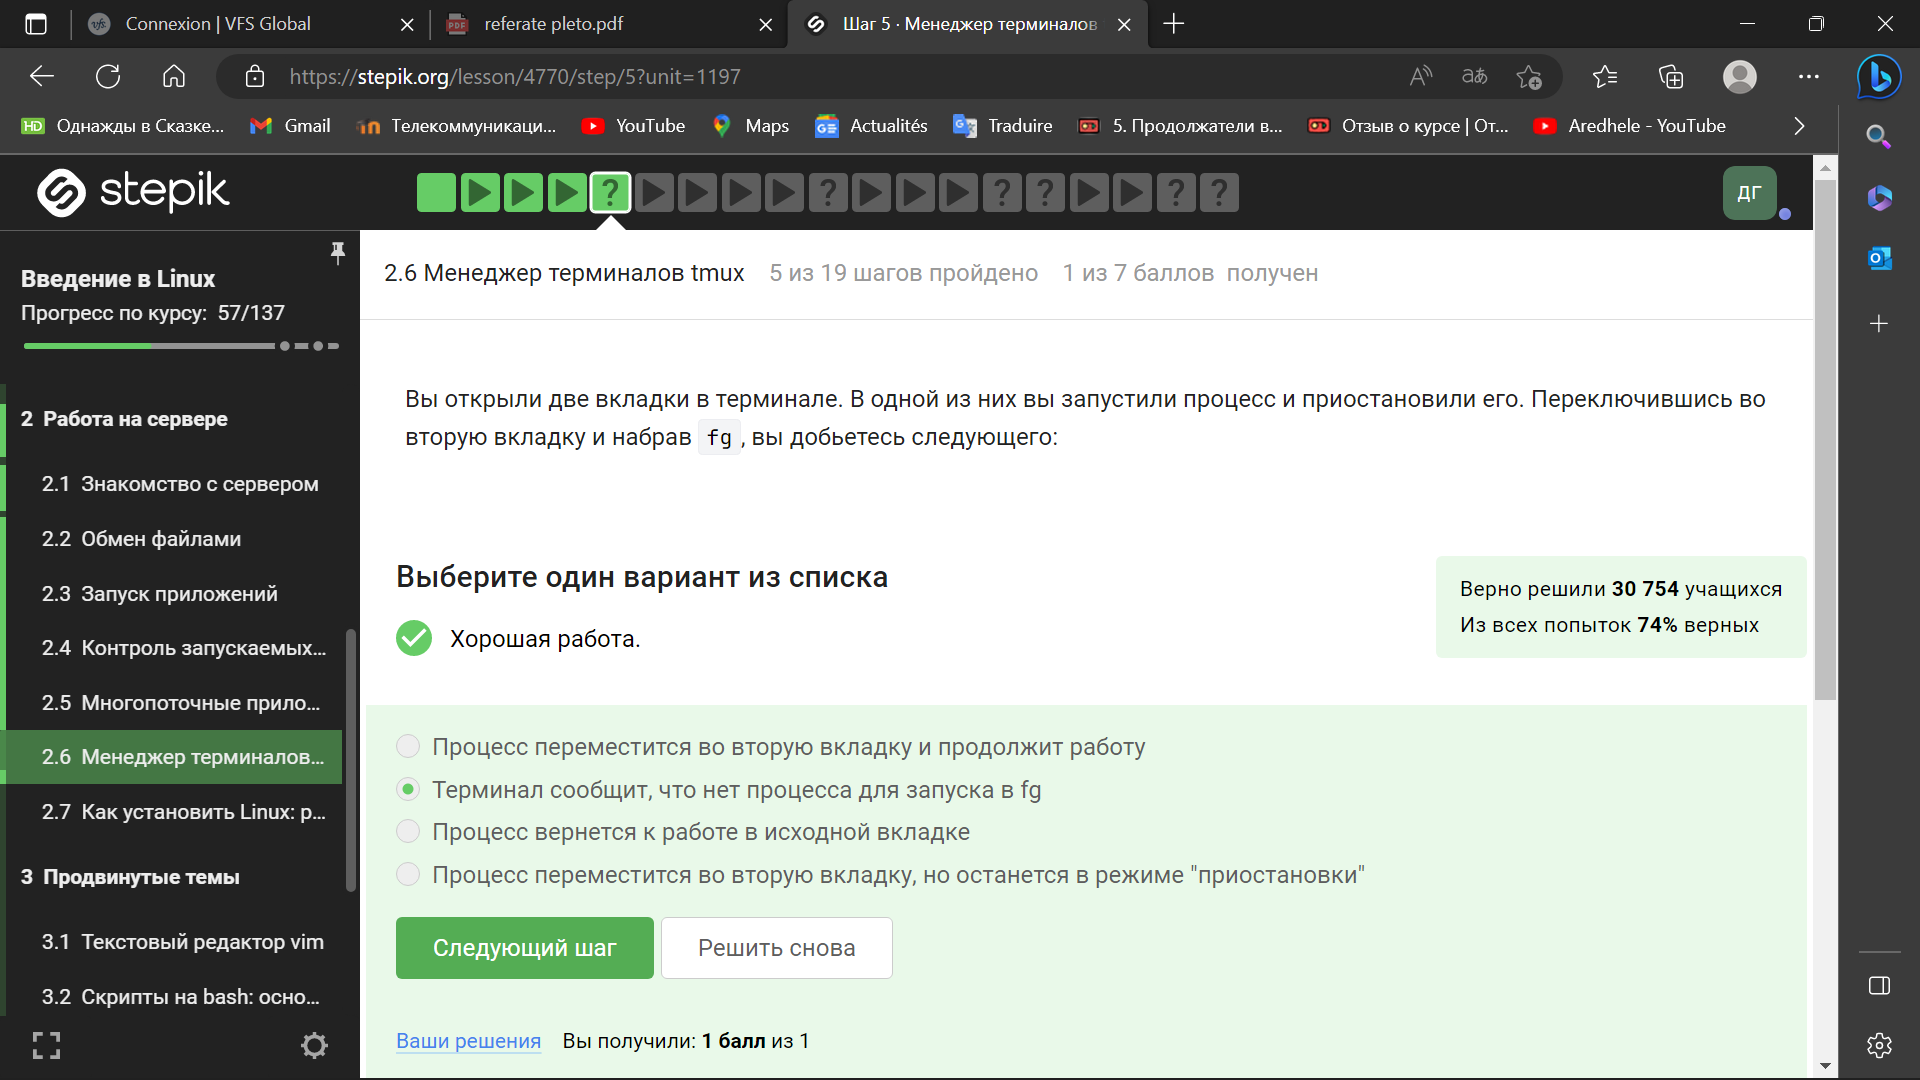 Connexion | VFS Global
referate pleto.pdf
Шаг 5 · Менеджер терминалов
https://stepik.org/lesson/4770/step/5?unit=1197
Однажды в Сказке...
Gmail
Телекоммуникаци...
YouTube
Maps
Actualités
Traduire
5. Продолжатели в...
Отзыв о курсе | От...
Aredhele - YouTube
stepik
ДГ
Введение в Linux
Прогресс по курсу: 57/137
2 Работа на сервере
2.1 Знакомство с сервером
2.2 Обмен файлами
2.3 Запуск приложений
2.4 Контроль запускаемых...
2.5 Многопоточные прило...
2.6 Менеджер терминалов...
2.7 Как установить Linux: р...
3 Продвинутые темы
3.1 Текстовый редактор vim
3.2 Скрипты на bash: осно...
2.6 Менеджер терминалов tmux 5 из 19 шагов пройдено 1 из 7 баллов получен
Вы открыли две вкладки в терминале. В одной из них вы запустили процесс и приостановили его. Переключившись во
вторую вкладку и набрав fg , вы добьетесь следующего:
Выберите один вариант из списка
Хорошая работа.
Верно решили 30 754 учащихся
Из всех попыток 74% верных
Процесс переместится во вторую вкладку и продолжит работу
Терминал сообщит, что нет процесса для запуска в fg
Процесс вернется к работе в исходной вкладке
Процесс переместится во вторую вкладку, но останется в режиме "приостановки"
Следующий шаг
Решить снова
Ваши решения Вы получили: 1 балл из 1